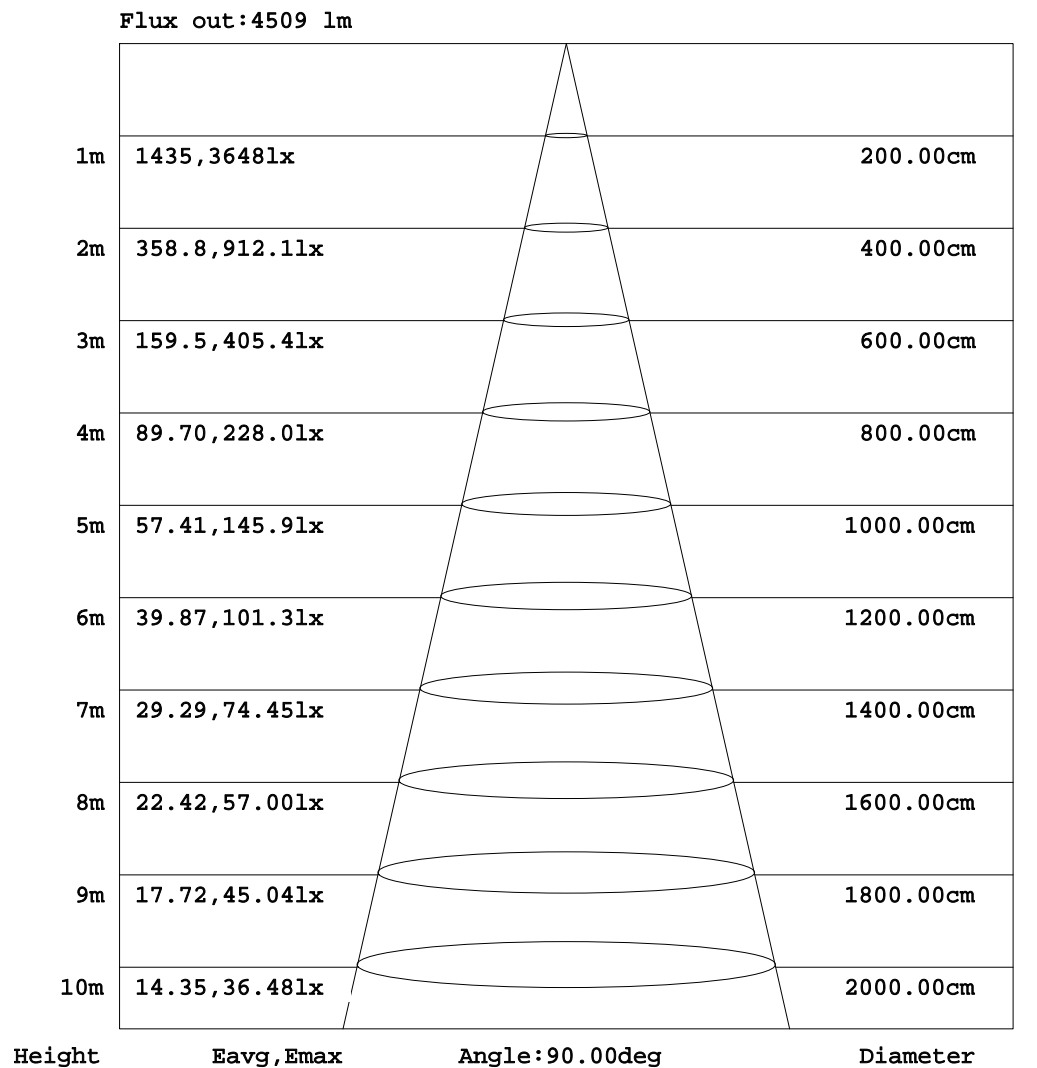 Flux out:4509 lm
1m 1435,3648lx 200.00cm
2m 358.8,912.1lx 400.00cm
3m 159.5,405.4lx 600.00cm
4m 89.70,228.0lx 800.00cm
5m 57.41,145.9lx 1000.00cm
6m 39.87,101.3lx 1200.00cm
7m 29.29,74.45lx 1400.00cm
8m 22.42,57.00lx 1600.00cm
9m 17.72,45.04lx 1800.00cm
10m 14.35,36.48lx 2000.00cm
Height Eavg,Emax Angle:90.00deg Diameter